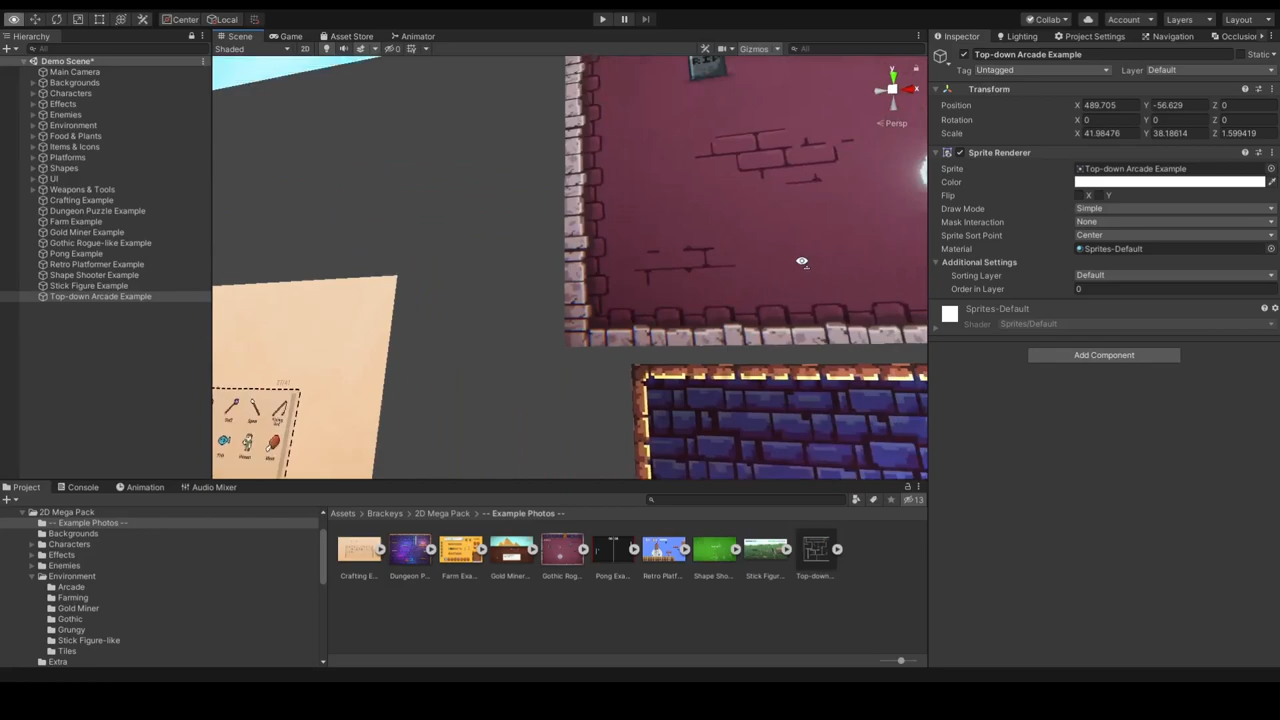 Center
Local
Collab
Account
Layers
Layout
Hierarchy
Scene
Game
Asset Store
Animator
Inspector
Lighting
Project Settings
Navigation
Occlusion
All
Shaded
2D
0
Gizmos
All
Top-down Arcade Example
Static
Tag Untagged
Layer Default
Demo Scene*
Main Camera
Backgrounds
Characters
Effects
Enemies
Environment
Food & Plants
Items & Icons
Platforms
Shapes
UI
Weapons & Tools
Crafting Example
Dungeon Puzzle Example
Farm Example
Gold Miner Example
Gothic Rogue-like Example
Pong Example
Retro Platformer Example
Shape Shooter Example
Stick Figure Example
Top-down Arcade Example
RIP
y
x
Persp
Transform
Position X 489.705 Y -56.629 Z 0
Rotation X 0 Y 0 Z 0
Scale X 41.98476 Y 38.18614 Z 1.599419
Sprite Renderer
Sprite Top-down Arcade Example
Color
Flip X Y
Draw Mode Simple
Mask Interaction None
Sprite Sort Point Center
Material Sprites-Default
Additional Settings
Sorting Layer Default
Order in Layer 0
Sprites-Default
Shader Sprites/Default
Add Component
Project
Console
Animation
Audio Mixer
13
2D Mega Pack
-- Example Photos --
Backgrounds
Characters
Effects
Enemies
Environment
Arcade
Farming
Gold Miner
Gothic
Grungy
Stick Figure-like
Tiles
Extra
Assets Brackeys 2D Mega Pack -- Example Photos --
Crafting E...
Dungeon P...
Farm Exa...
Gold Miner...
Gothic Rog...
Pong Exa...
Retro Platf...
Shape Sho...
Stick Figur...
Top-down...